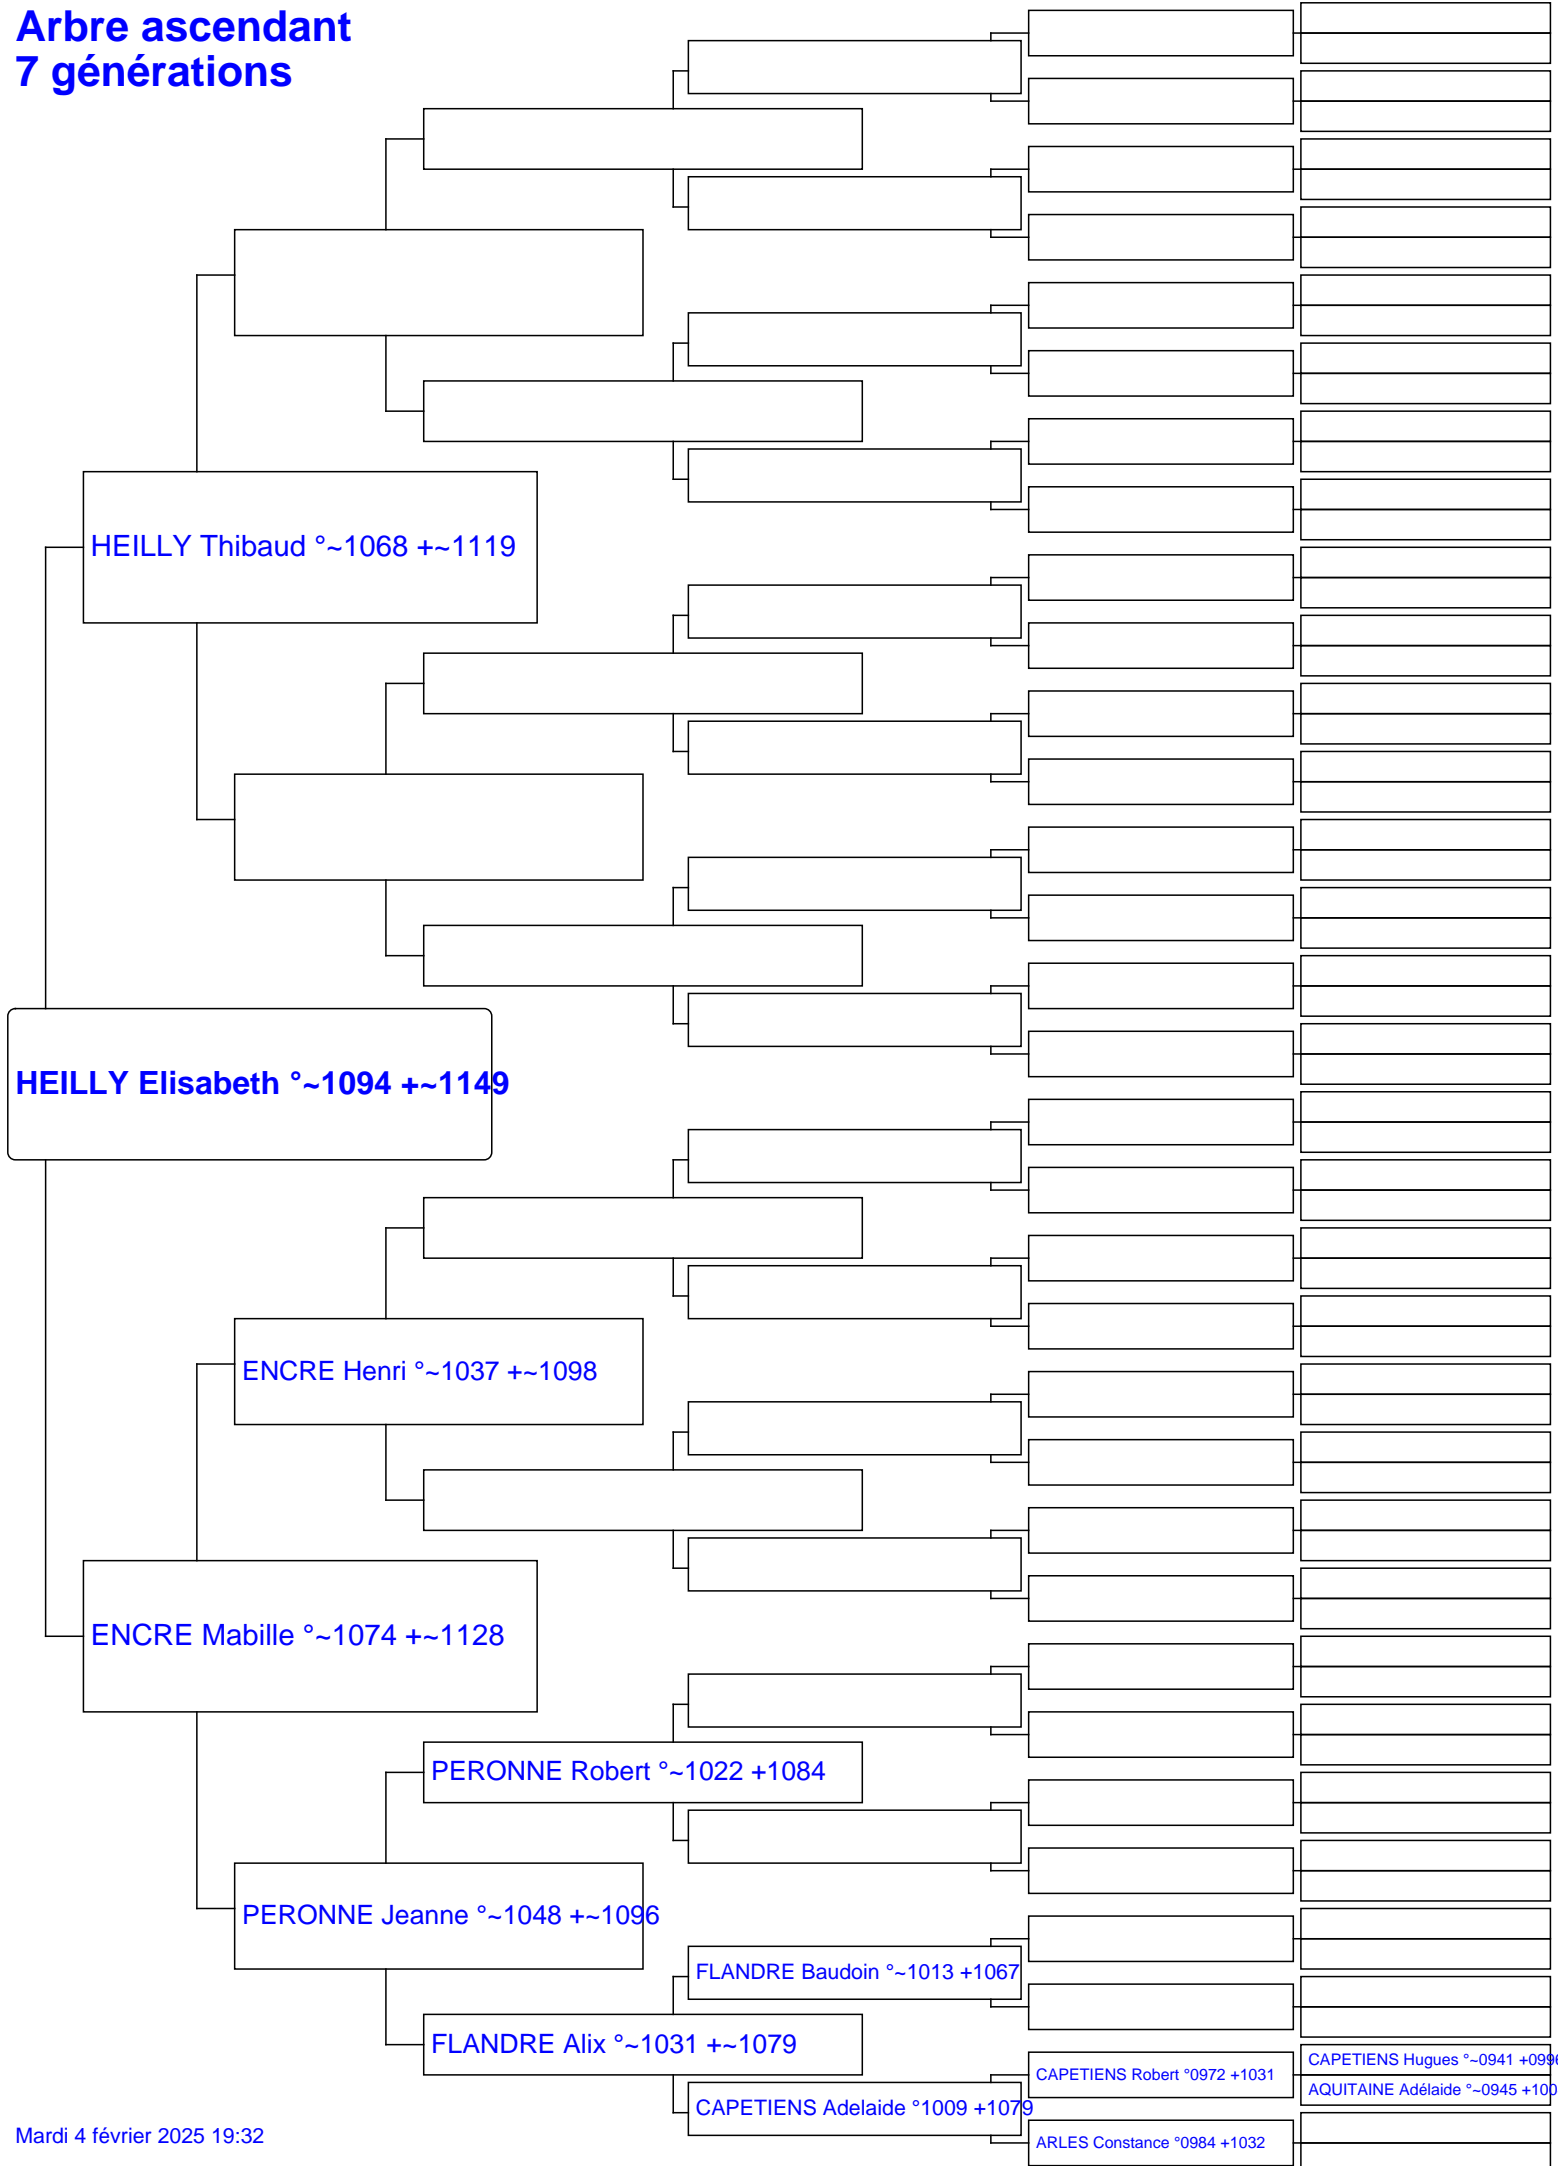 Arbre ascendant
7 générations
HEILLY Thibaud °~1068 +~1119
HEILLY Elisabeth °~1094 +~1149
ENCRE Henri °~1037 +~1098
ENCRE Mabille °~1074 +~1128
PERONNE Robert °~1022 +1084
PERONNE Jeanne °~1048 +~1096
FLANDRE Baudoin °~1013 +1067
FLANDRE Alix °~1031 +~1079
CAPETIENS Hugues °~0941 +0996
CAPETIENS Robert °0972 +1031
AQUITAINE Adélaide °~0945 +100
CAPETIENS Adelaide °1009 +1079
ARLES Constance °0984 +1032
Mardi 4 février 2025 19:32